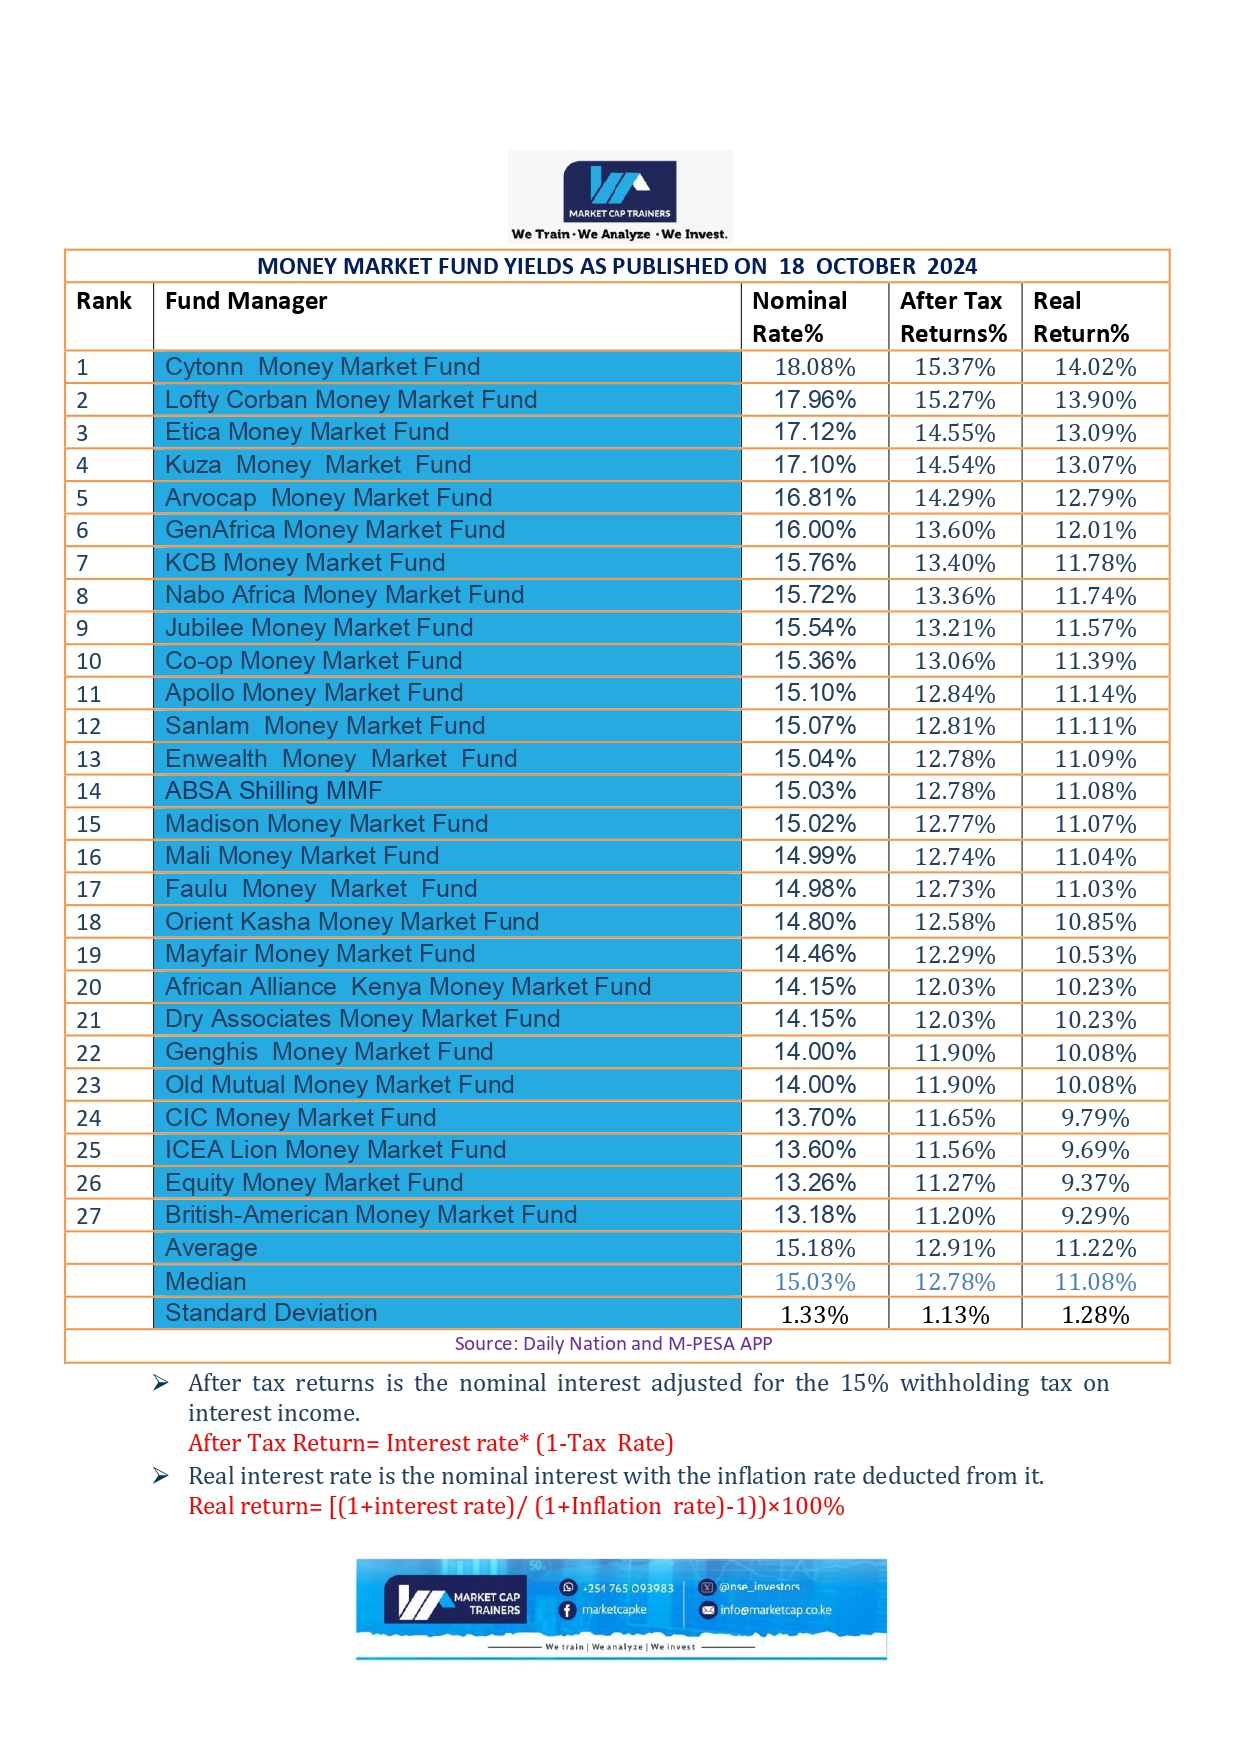 MARKET CAP TRAINERS
We Train · We Analyze · We Invest.
MONEY MARKET FUND YIELDS AS PUBLISHED ON 18 OCTOBER 2024
Rank Fund Manager Nominal Rate% After Tax Returns% Real Return%
1 Cytonn Money Market Fund 18.08% 15.37% 14.02%
2 Lofty Corban Money Market Fund 17.96% 15.27% 13.90%
3 Etica Money Market Fund 17.12% 14.55% 13.09%
4 Kuza Money Market Fund 17.10% 14.54% 13.07%
5 Arvocap Money Market Fund 16.81% 14.29% 12.79%
6 GenAfrica Money Market Fund 16.00% 13.60% 12.01%
7 KCB Money Market Fund 15.76% 13.40% 11.78%
8 Nabo Africa Money Market Fund 15.72% 13.36% 11.74%
9 Jubilee Money Market Fund 15.54% 13.21% 11.57%
10 Co-op Money Market Fund 15.36% 13.06% 11.39%
11 Apollo Money Market Fund 15.10% 12.84% 11.14%
12 Sanlam Money Market Fund 15.07% 12.81% 11.11%
13 Enwealth Money Market Fund 15.04% 12.78% 11.09%
14 ABSA Shilling MMF 15.03% 12.78% 11.08%
15 Madison Money Market Fund 15.02% 12.77% 11.07%
16 Mali Money Market Fund 14.99% 12.74% 11.04%
17 Faulu Money Market Fund 14.98% 12.73% 11.03%
18 Orient Kasha Money Market Fund 14.80% 12.58% 10.85%
19 Mayfair Money Market Fund 14.46% 12.29% 10.53%
20 African Alliance Kenya Money Market Fund 14.15% 12.03% 10.23%
21 Dry Associates Money Market Fund 14.15% 12.03% 10.23%
22 Genghis Money Market Fund 14.00% 11.90% 10.08%
23 Old Mutual Money Market Fund 14.00% 11.90% 10.08%
24 CIC Money Market Fund 13.70% 11.65% 9.79%
25 ICEA Lion Money Market Fund 13.60% 11.56% 9.69%
26 Equity Money Market Fund 13.26% 11.27% 9.37%
27 British-American Money Market Fund 13.18% 11.20% 9.29%
Average 15.18% 12.91% 11.22%
Median 15.03% 12.78% 11.08%
Standard Deviation 1.33% 1.13% 1.28%
Source: Daily Nation and M-PESA APP
➢ After tax returns is the nominal interest adjusted for the 15% withholding tax on
interest income.
After Tax Return= Interest rate* (1-Tax Rate)
➢ Real interest rate is the nominal interest with the inflation rate deducted from it.
Real return= [(1+interest rate)/ (1+Inflation rate)-1))×100%
MARKET CAP
TRAINERS
+254 765 093983
@nse_investors
marketcapke
info@marketcap.co.ke
We train | We analyze | We invest